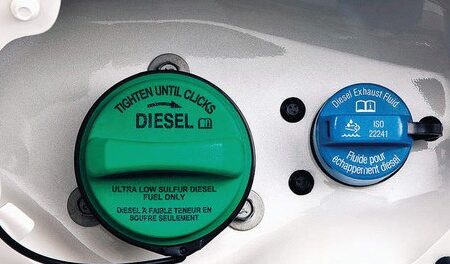 TIGHTEN UNTIL CLICKS
DIESEL
ULTRA LOW SULFUR DIESEL
FUEL ONLY
DIESEL À FAIBLE TENEUR EN
SOUFRE SEULEMENT
Diesel Exhaust Fluid
ISO
22241
Fluide pour
échappement diesel